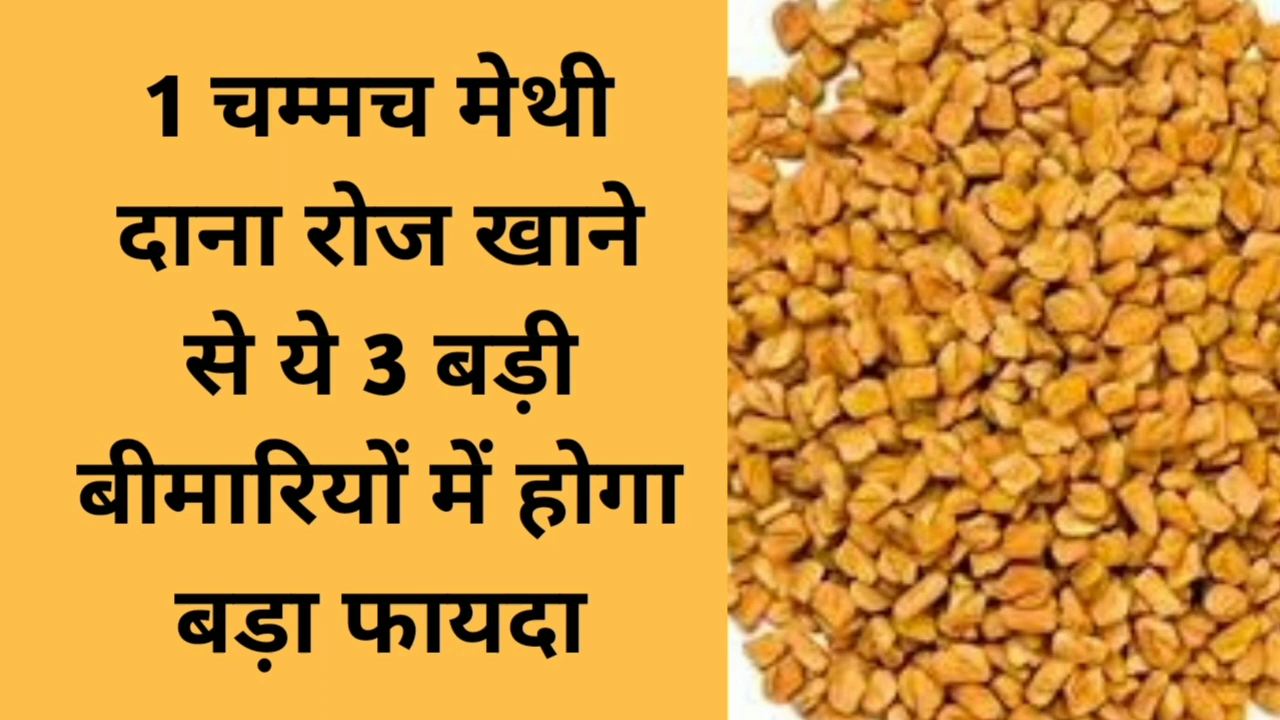 1 चम्मच मेथी
दाना रोज खाने
से ये 3 बड़ी
बीमारियों में होगा
बड़ा फायदा